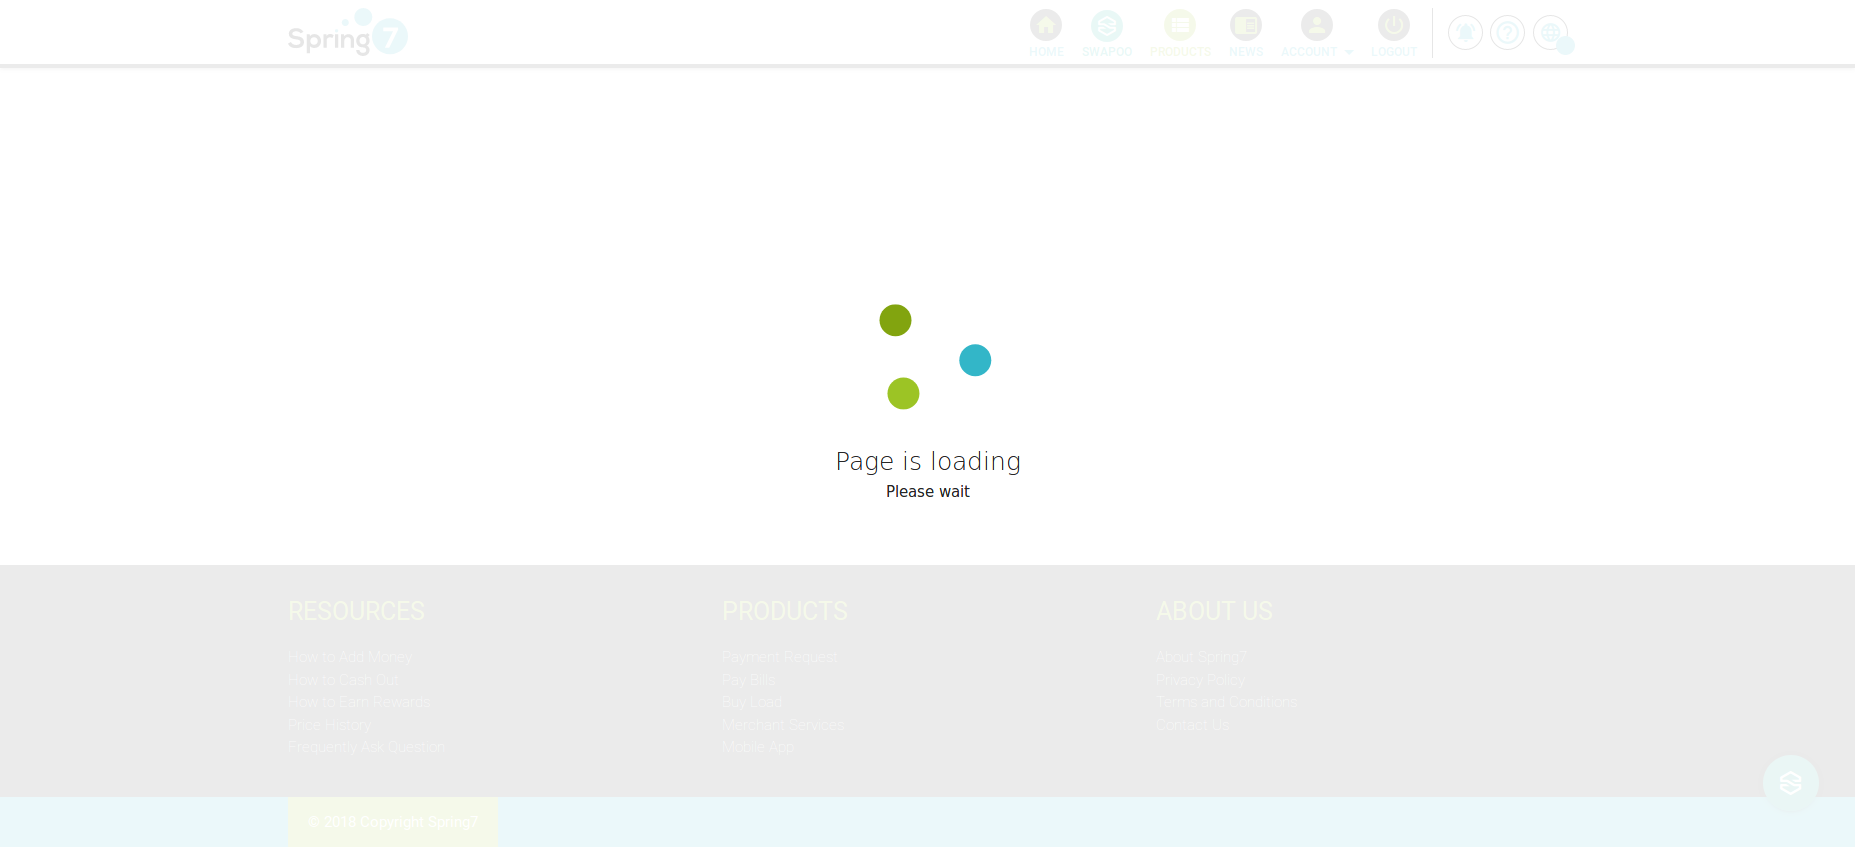 Spring 7
HOME
SWAPOO
PRODUCTS
NEWS
ACCOUNT
LOGOUT
Page is loading
Please wait
RESOURCES
How to Add Money
How to Cash Out
How to Earn Rewards
Price History
Frequently Ask Question
PRODUCTS
Payment Request
Pay Bills
Buy Load
Merchant Services
Mobile App
ABOUT US
About Spring7
Privacy Policy
Terms and Conditions
Contact Us
© 2018 Copyright Spring7